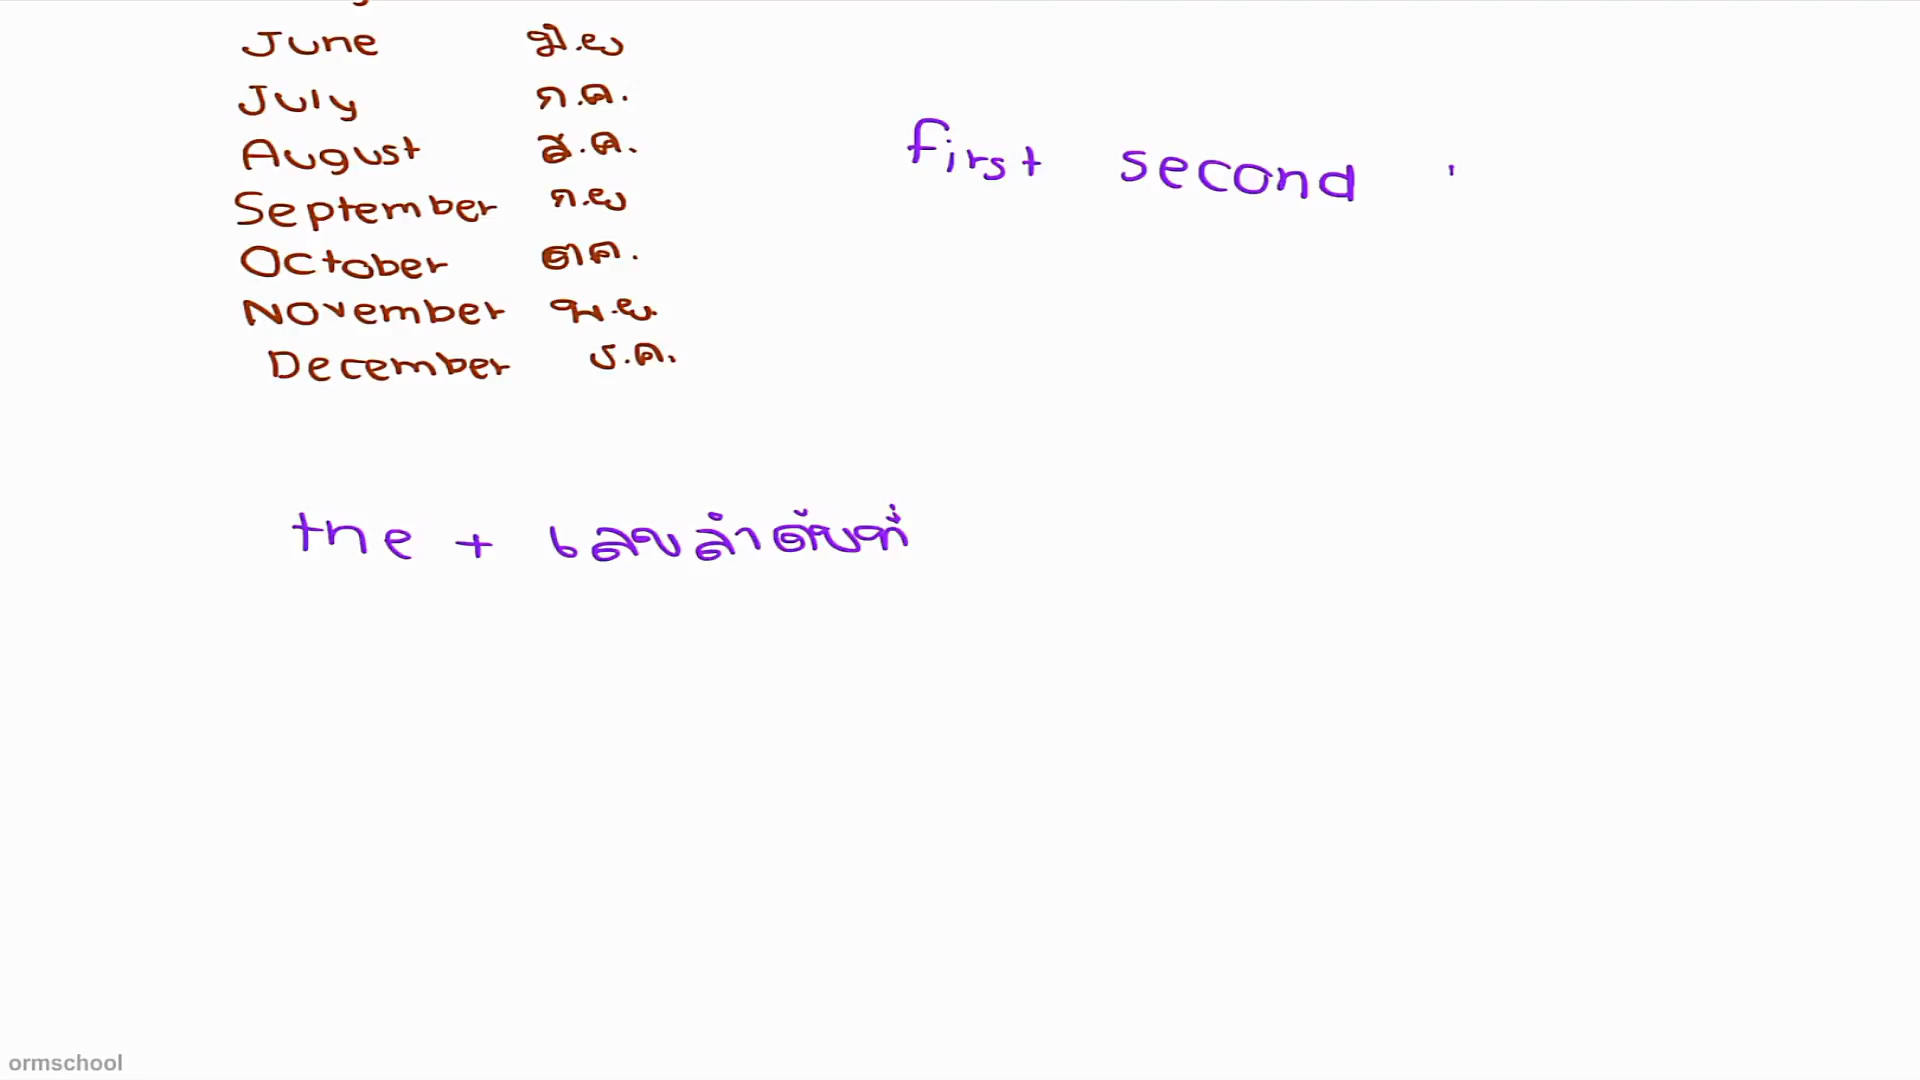 June มิ.ย
July ก.ค.
August ส.ค.
September ก.ย
October ต.ค.
November พ.ย.
December ธ.ค.
first second
the + เลขลำดับที่
ormschool